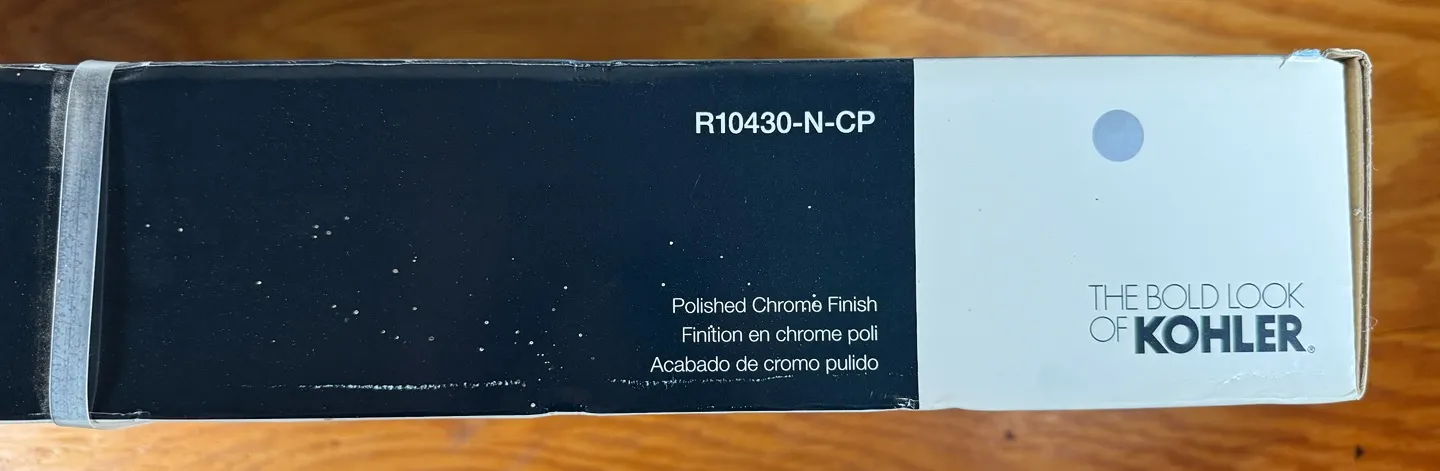 R10430-N-CP
Polished Chrome Finish
Finition en chrome poli
Acabado de cromo pulido
THE BOLD LOOK
OF KOHLER®